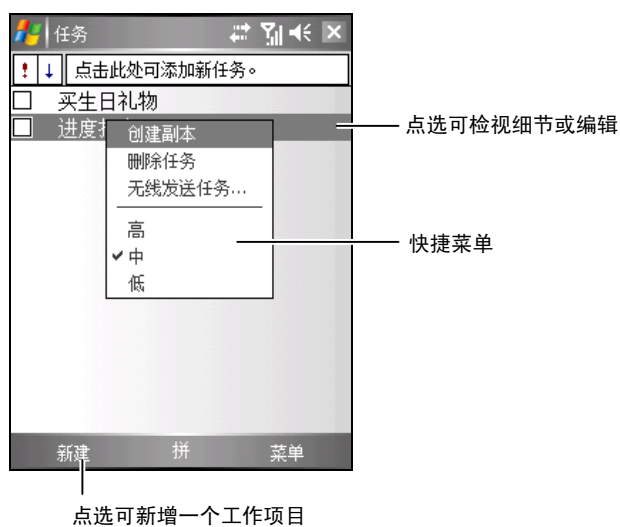 任务
! ↓ 点击此处可添加新任务。
买生日礼物
进度
点选可检视细节或编辑
创建副本
删除任务
无线发送任务...
高
快捷菜单
中
低
新建 拼 菜单
点选可新增一个工作项目